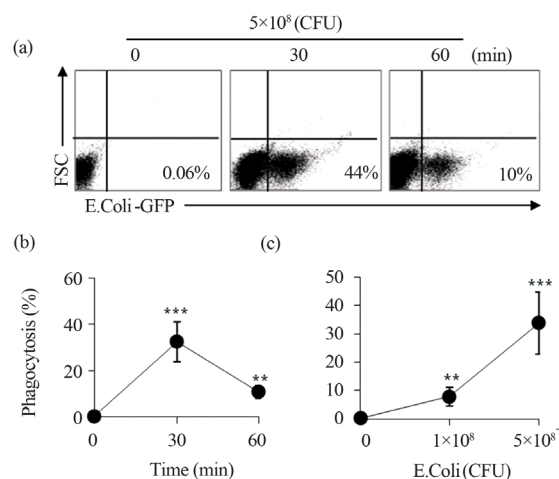 (a)
5×10⁸ (CFU)
0 30 60 (min)
FSC
0.06% 44% 10%
E.Coli-GFP
(b)
Phagocytosis (%)
60
40
20
0
***
**
0 30 60
Time (min)
(c)
50
40
30
20
10
0
***
**
0 1×10⁸ 5×10⁸
E.Coli (CFU)